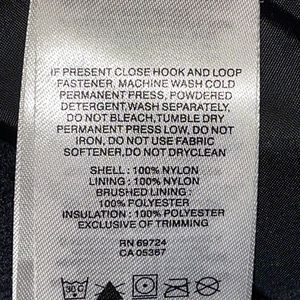 IF PRESENT CLOSE HOOK AND LOOP
FASTENER, MACHINE WASH COLD
PERMANENT PRESS, POWDERED
DETERGENT,WASH SEPARATELY,
DO NOT BLEACH,TUMBLE DRY
PERMANENT PRESS LOW, DO NOT
IRON, DO NOT USE FABRIC
SOFTENER,DO NOT DRYCLEAN
SHELL : 100% NYLON
LINING : 100% NYLON
BRUSHED LINING :
100% POLYESTER
INSULATION : 100% POLYESTER
EXCLUSIVE OF TRIMMING
RN 69724
CA 05367